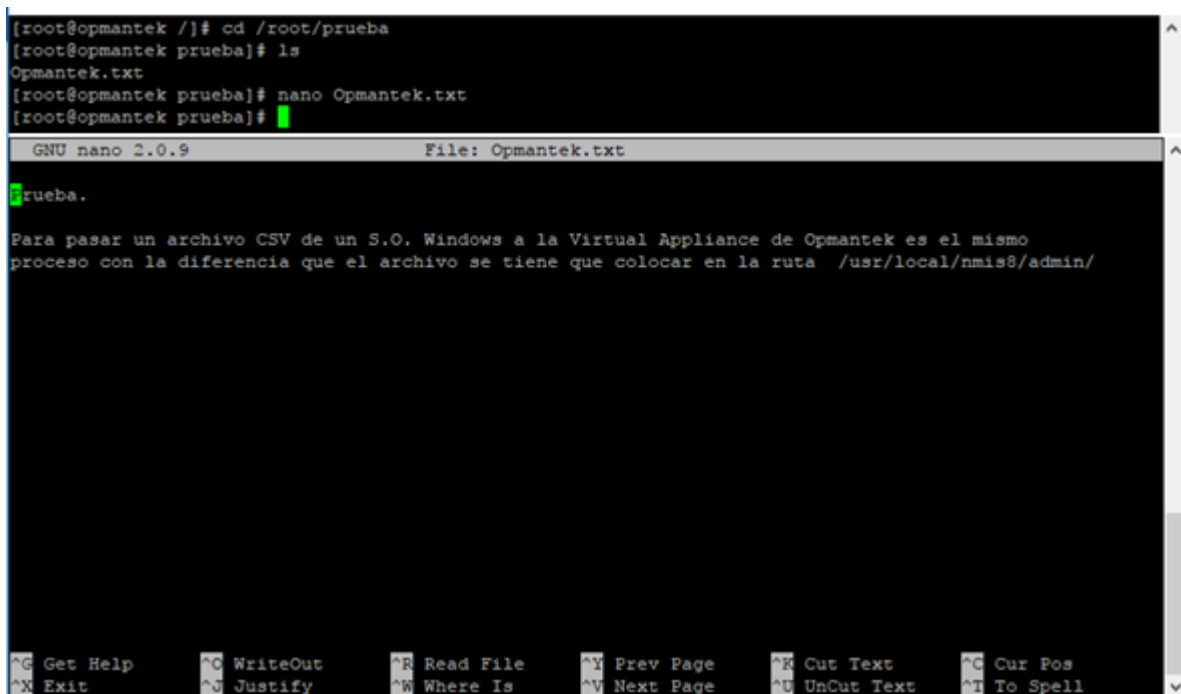 [root@opmantek /]# cd /root/prueba
[root@opmantek prueba]# ls
Opmantek.txt
[root@opmantek prueba]# nano Opmantek.txt
[root@opmantek prueba]#
GNU nano 2.0.9 File: Opmantek.txt
Prueba.
Para pasar un archivo CSV de un S.O. Windows a la Virtual Appliance de Opmantek es el mismo
proceso con la diferencia que el archivo se tiene que colocar en la ruta /usr/local/nmis8/admin/
^G Get Help ^O WriteOut ^R Read File ^Y Prev Page ^K Cut Text ^C Cur Pos
^X Exit ^J Justify ^W Where Is ^V Next Page ^U UnCut Text ^T To Spell